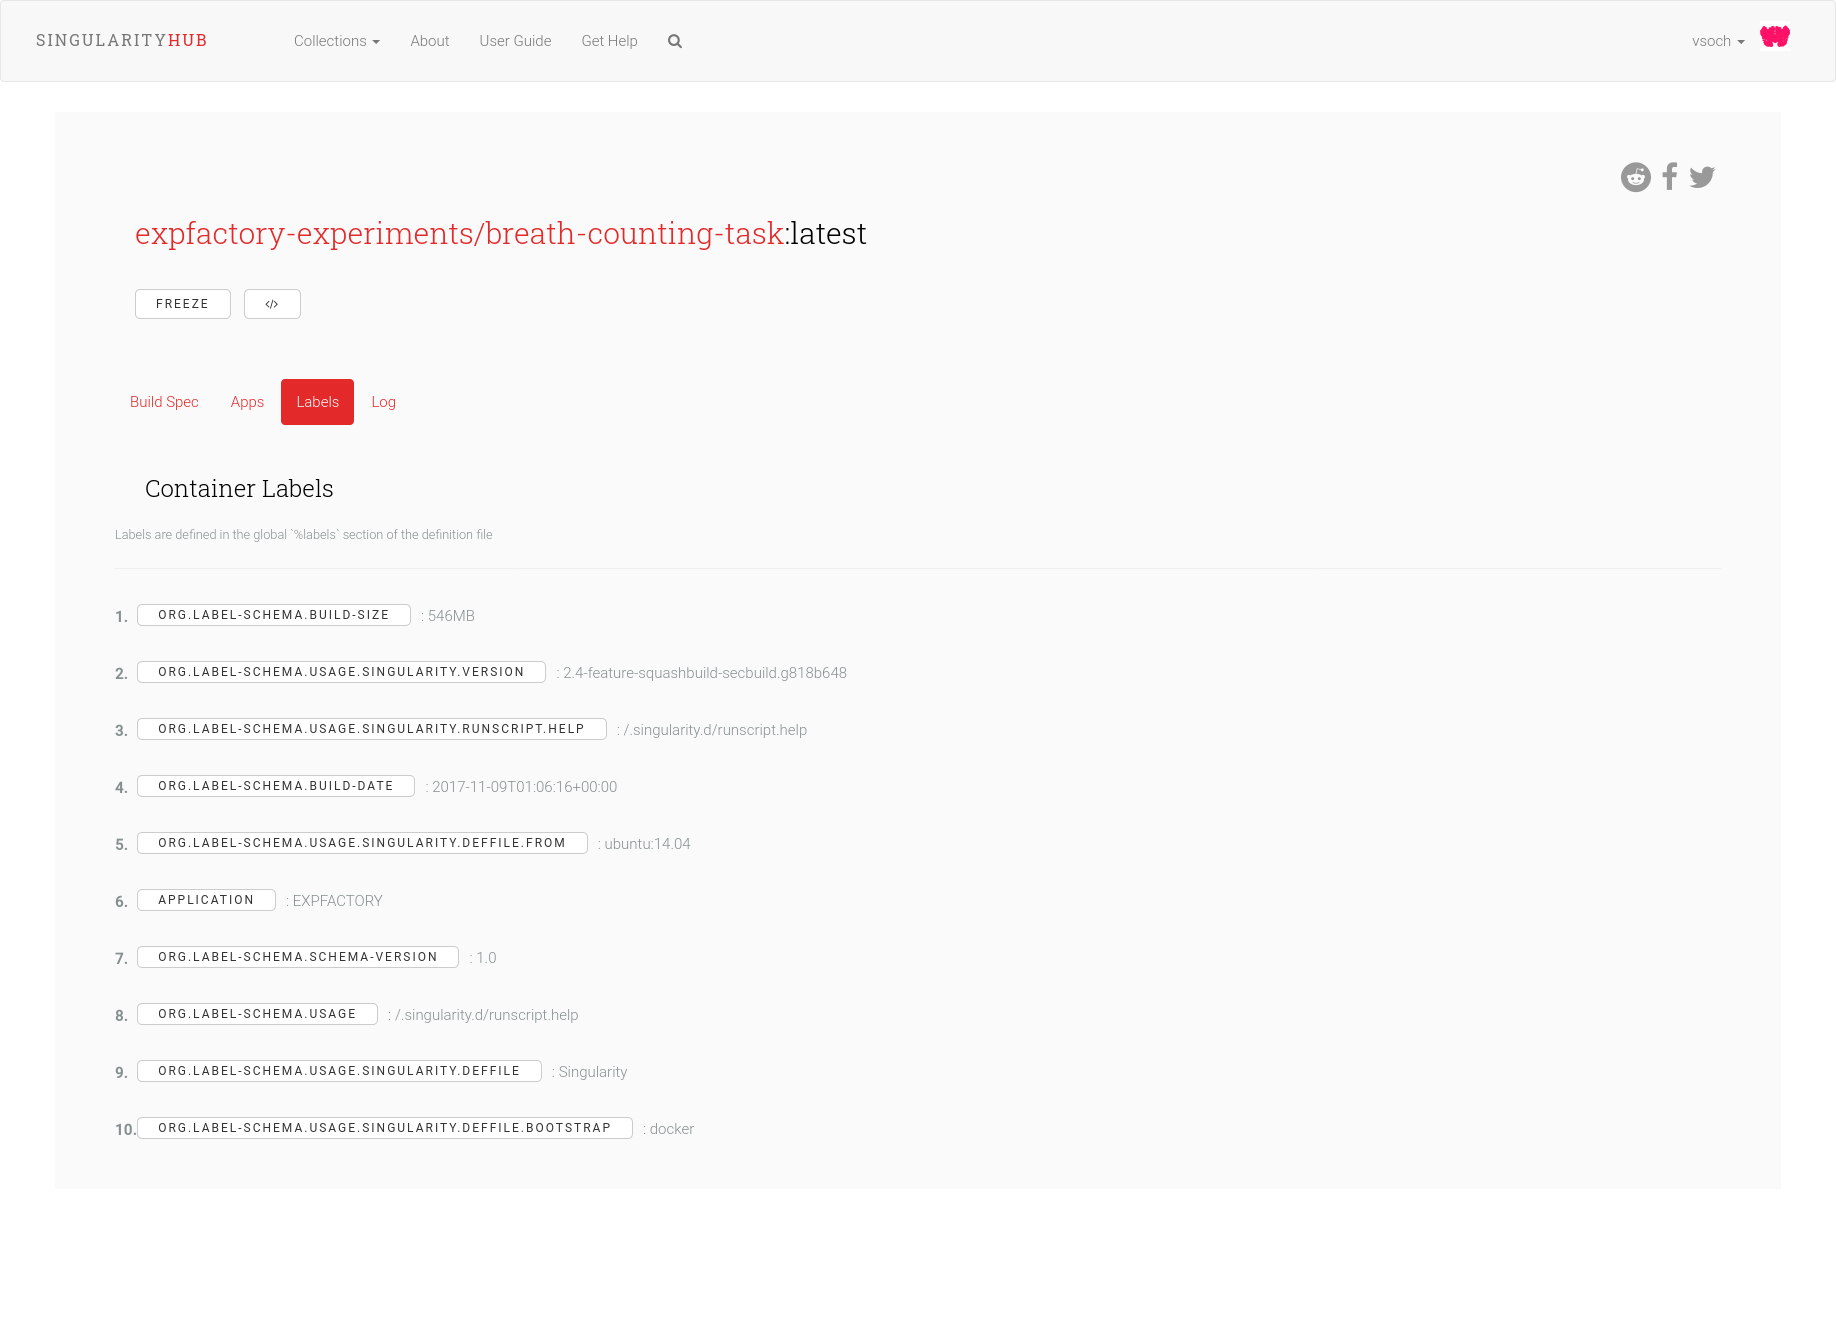 SINGULARITYHUB Collections About User Guide Get Help vsoch
expfactory-experiments/breath-counting-task:latest
FREEZE </>
Build Spec Apps Labels Log
Container Labels
Labels are defined in the global `%labels` section of the definition file
1. ORG.LABEL-SCHEMA.BUILD-SIZE : 546MB
2. ORG.LABEL-SCHEMA.USAGE.SINGULARITY.VERSION : 2.4-feature-squashbuild-secbuild.g818b648
3. ORG.LABEL-SCHEMA.USAGE.SINGULARITY.RUNSCRIPT.HELP : /.singularity.d/runscript.help
4. ORG.LABEL-SCHEMA.BUILD-DATE : 2017-11-09T01:06:16+00:00
5. ORG.LABEL-SCHEMA.USAGE.SINGULARITY.DEFFILE.FROM : ubuntu:14.04
6. APPLICATION : EXPFACTORY
7. ORG.LABEL-SCHEMA.SCHEMA-VERSION : 1.0
8. ORG.LABEL-SCHEMA.USAGE : /.singularity.d/runscript.help
9. ORG.LABEL-SCHEMA.USAGE.SINGULARITY.DEFFILE : Singularity
10. ORG.LABEL-SCHEMA.USAGE.SINGULARITY.DEFFILE.BOOTSTRAP : docker